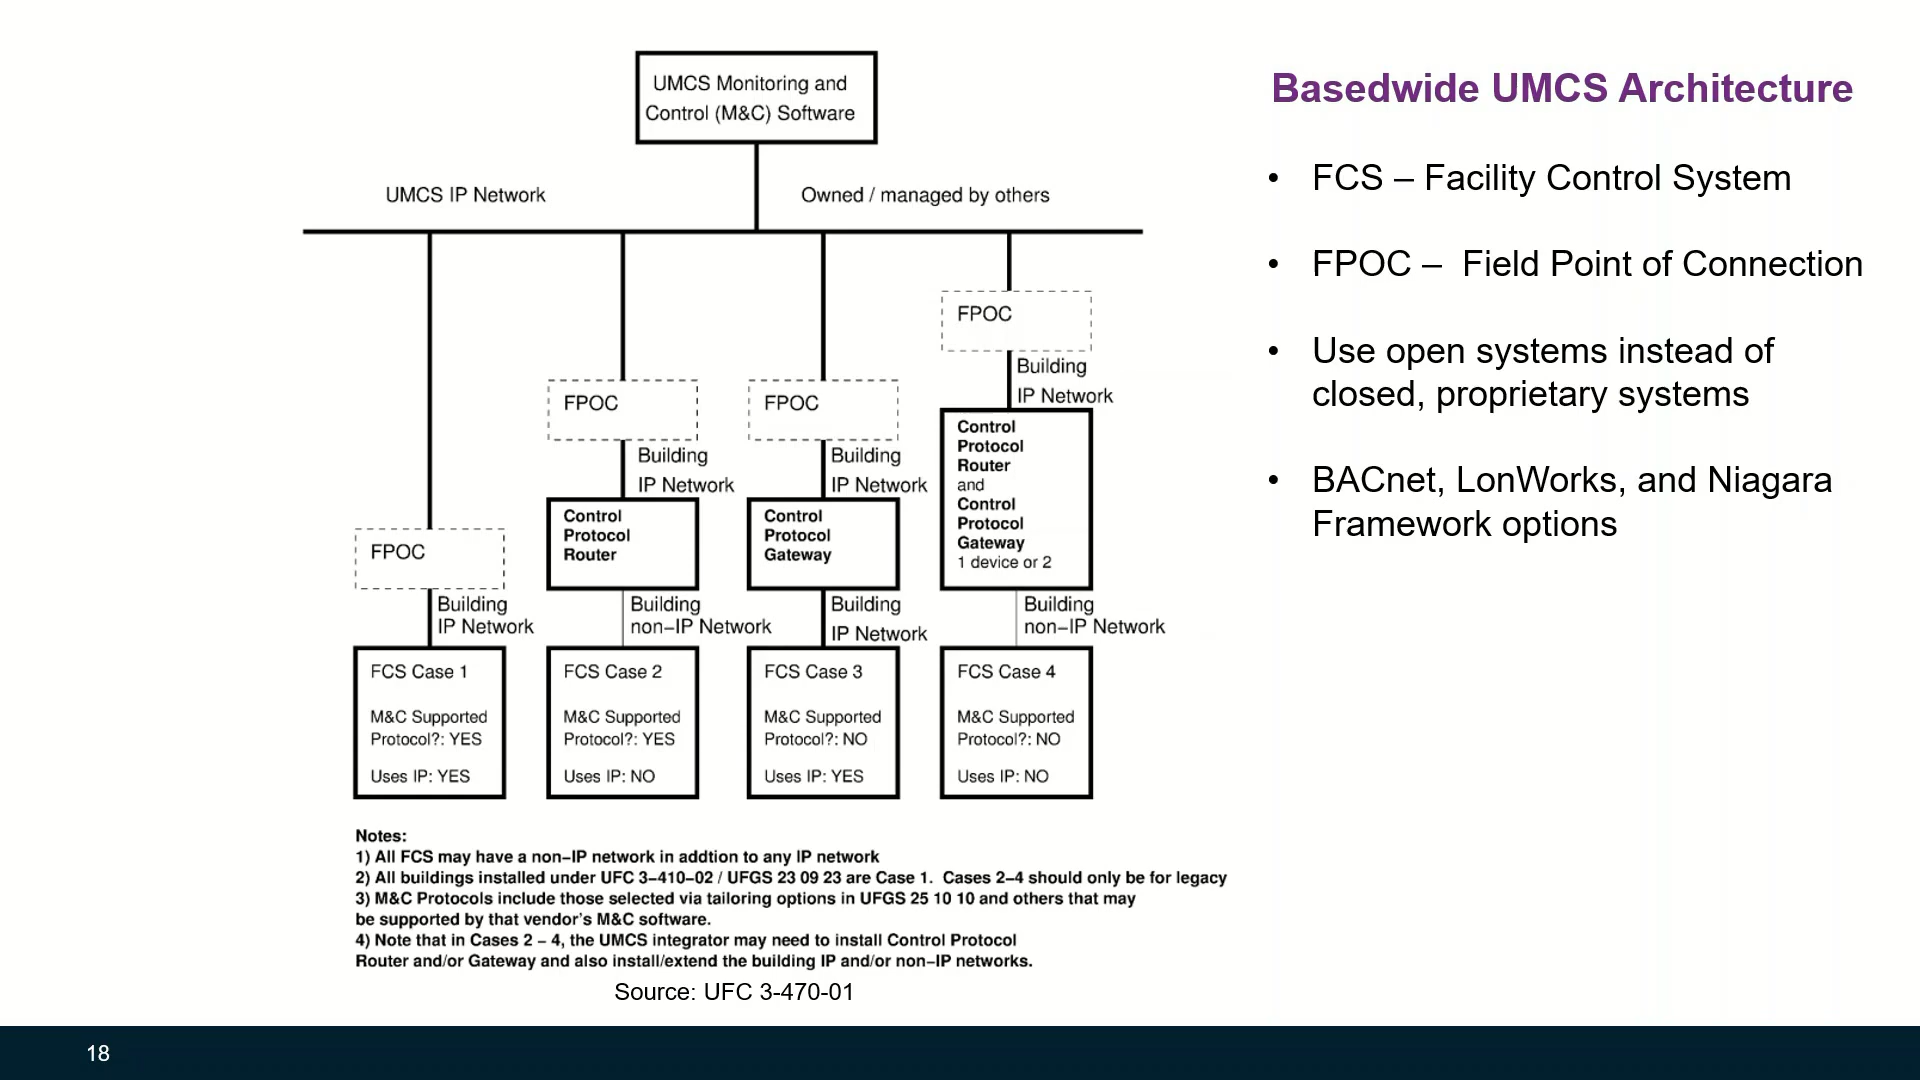 UMCS Monitoring and
Control (M&C) Software
UMCS IP Network
Owned / managed by others
FPOC
Building
IP Network
Control
Protocol
Router
and
Control
Protocol
Gateway
1 device or 2
Building
non–IP Network
FPOC
Building
IP Network
Control
Protocol
Router
Building
non–IP Network
FPOC
Building
IP Network
Control
Protocol
Gateway
Building
IP Network
FPOC
Building
IP Network
FCS Case 1
M&C Supported
Protocol?: YES
Uses IP: YES
FCS Case 2
M&C Supported
Protocol?: YES
Uses IP: NO
FCS Case 3
M&C Supported
Protocol?: NO
Uses IP: YES
FCS Case 4
M&C Supported
Protocol?: NO
Uses IP: NO
Notes:
1) All FCS may have a non–IP network in addtion to any IP network
2) All buildings installed under UFC 3–410–02 / UFGS 23 09 23 are Case 1. Cases 2–4 should only be for legacy
3) M&C Protocols include those selected via tailoring options in UFGS 25 10 10 and others that may
be supported by that vendor's M&C software.
4) Note that in Cases 2 – 4, the UMCS integrator may need to install Control Protocol
Router and/or Gateway and also install/extend the building IP and/or non–IP networks.
Source: UFC 3-470-01
Basedwide UMCS Architecture
• FCS – Facility Control System
• FPOC – Field Point of Connection
• Use open systems instead of
closed, proprietary systems
• BACnet, LonWorks, and Niagara
Framework options
18